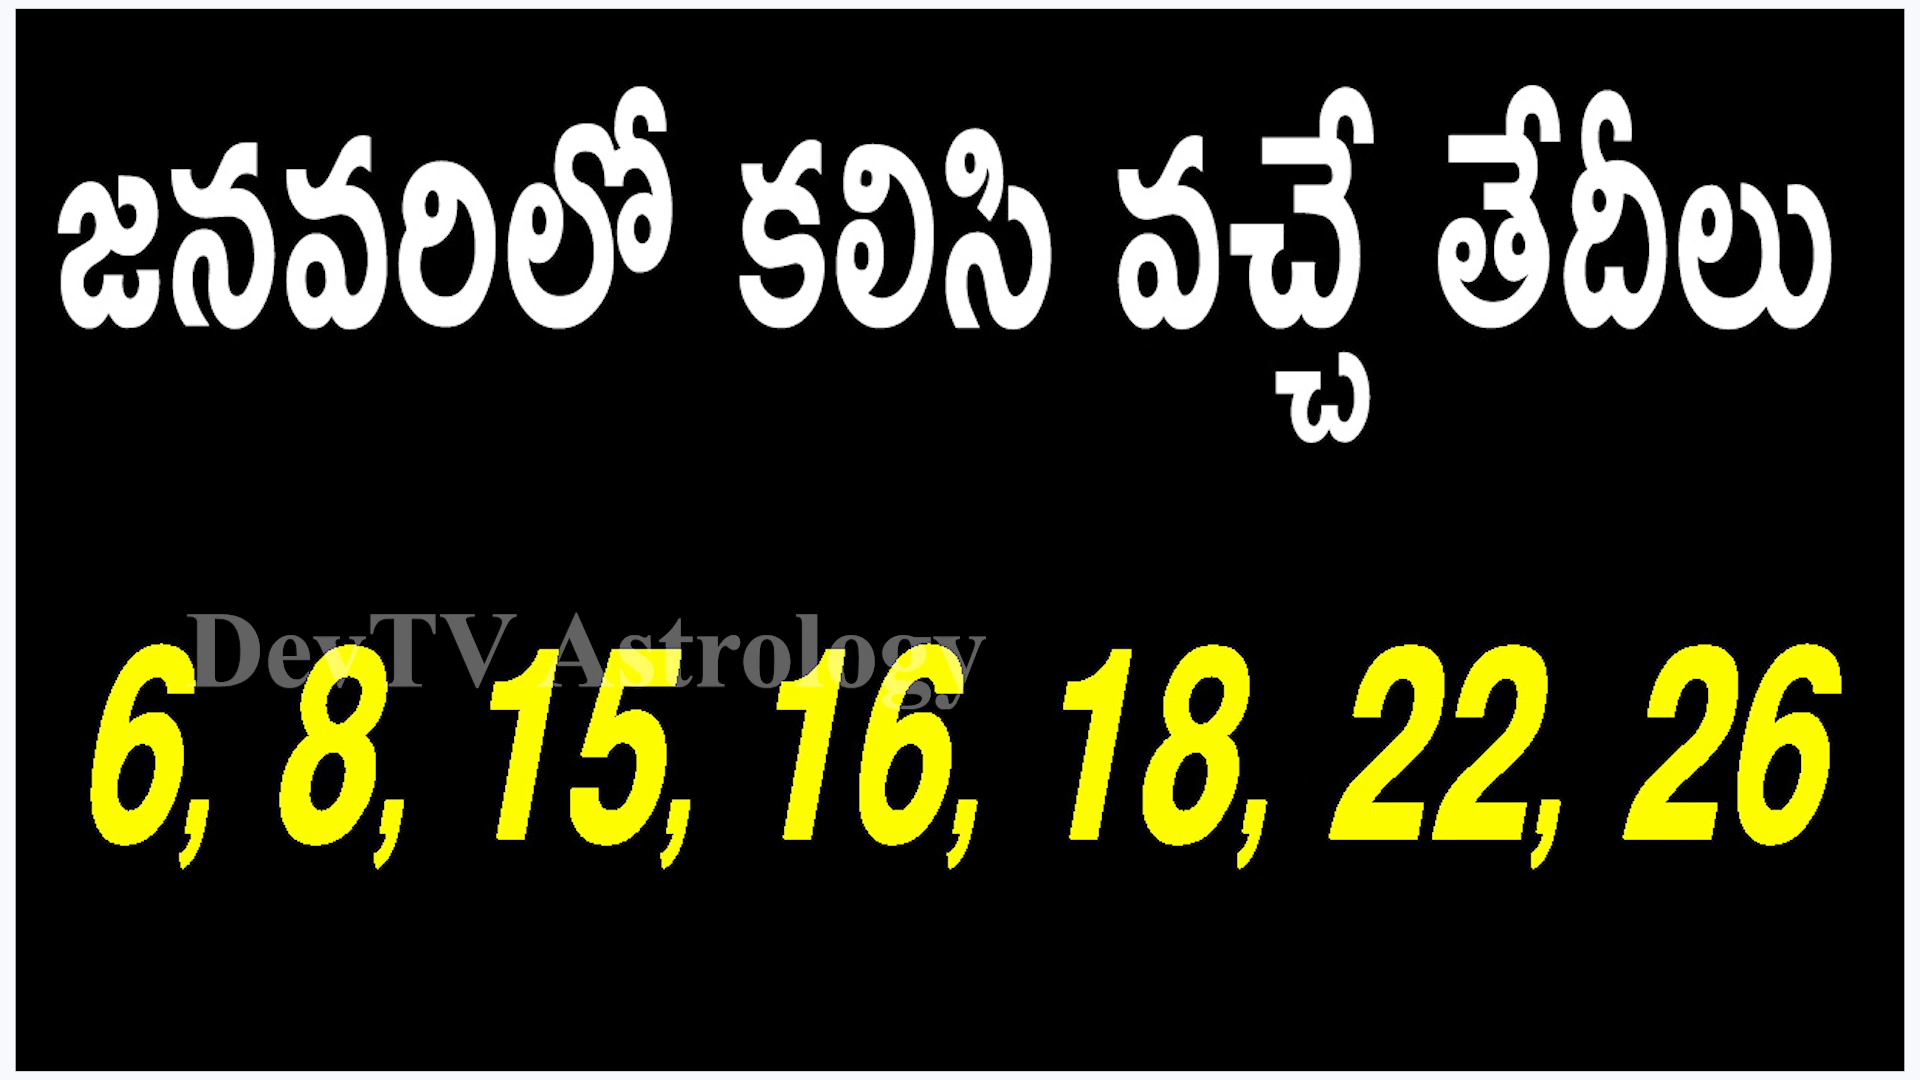 జనవరిలో కలిసి వచ్చే తేదీలు
DevTV Astrology
6, 8, 15, 16, 18, 22, 26